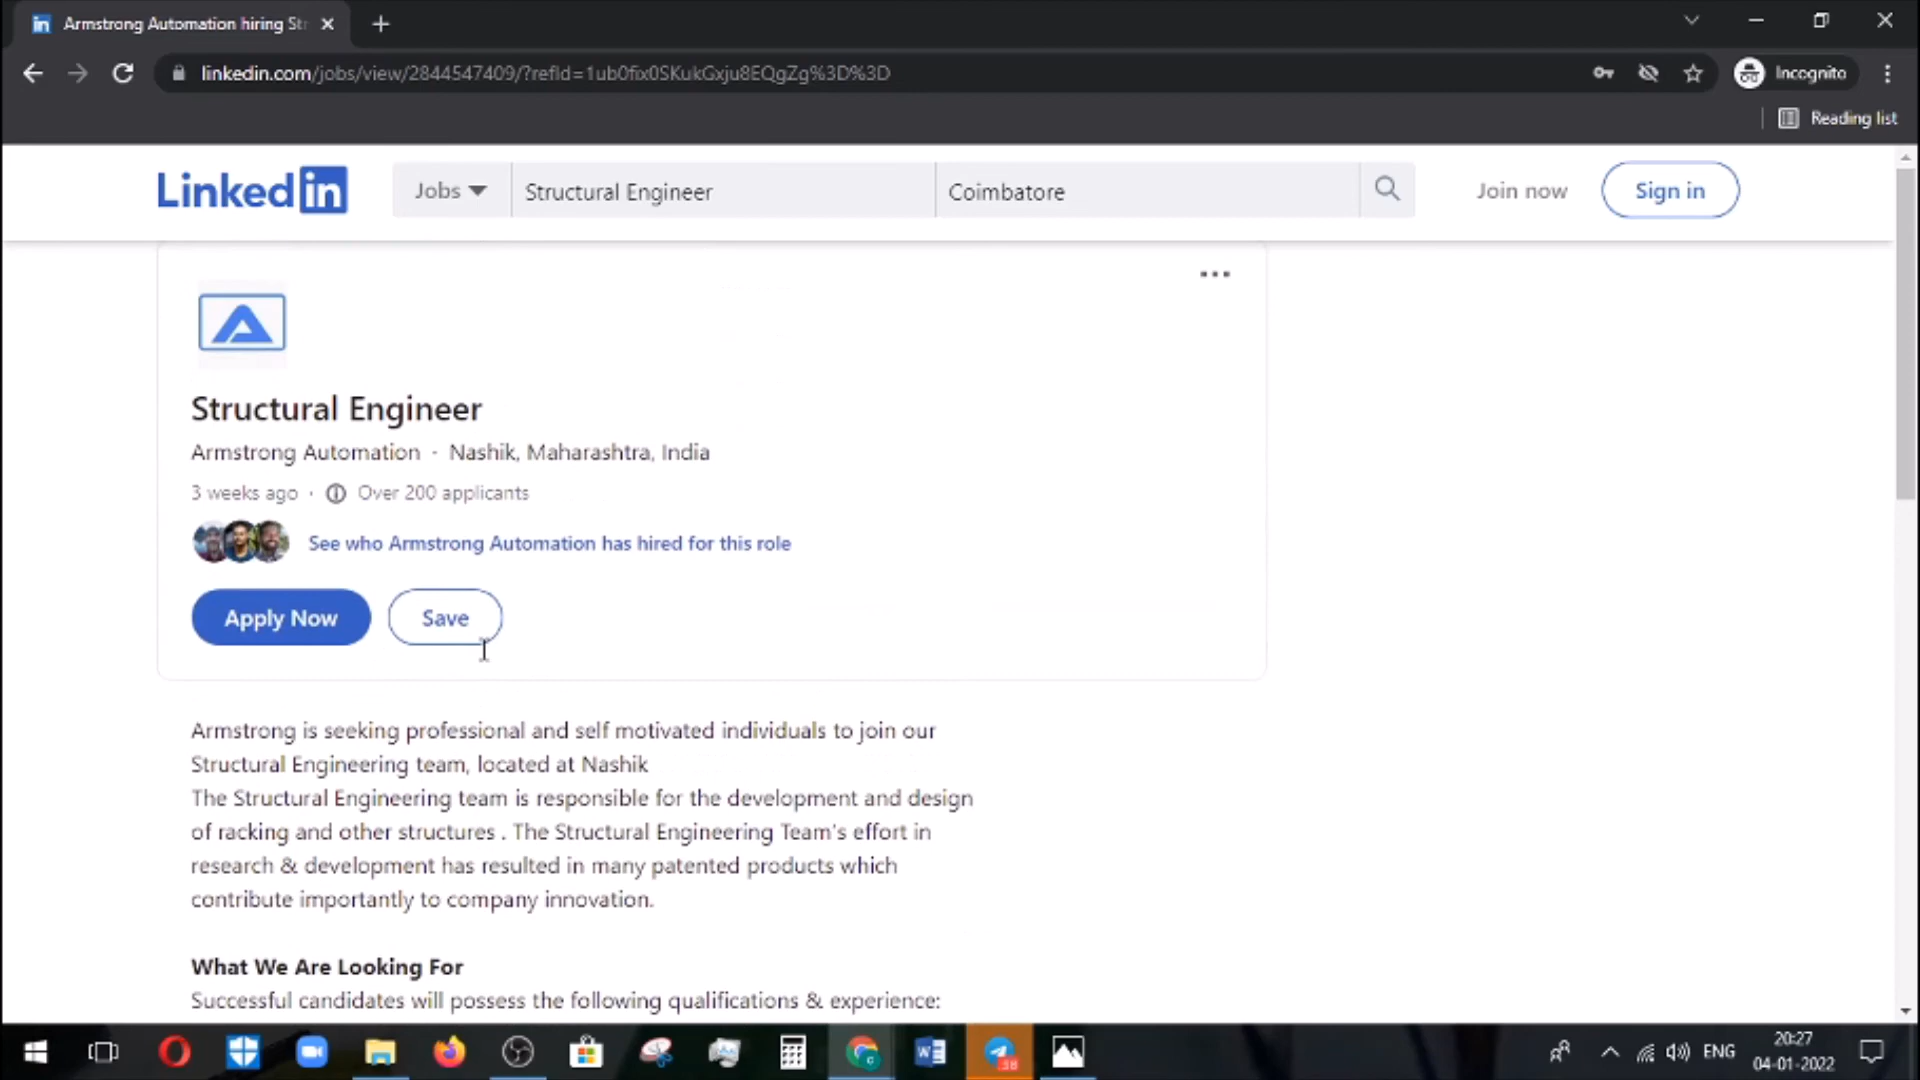 Armstrong Automation hiring St
linkedin.com/jobs/view/2844547409/?refId=1ub0fix0SKukGxju8EQgZg%3D%3D
Incognito
Reading list
Linkedin
Jobs
Structural Engineer
Coimbatore
Join now
Sign in
Structural Engineer
Armstrong Automation - Nashik, Maharashtra, India
3 weeks ago · Over 200 applicants
See who Armstrong Automation has hired for this role
Apply Now
Save
Armstrong is seeking professional and self motivated individuals to join our
Structural Engineering team, located at Nashik
The Structural Engineering team is responsible for the development and design
of racking and other structures . The Structural Engineering Team's effort in
research & development has resulted in many patented products which
contribute importantly to company innovation.
What We Are Looking For
Successful candidates will possess the following qualifications & experience:
38
ENG
20:27
04-01-2022